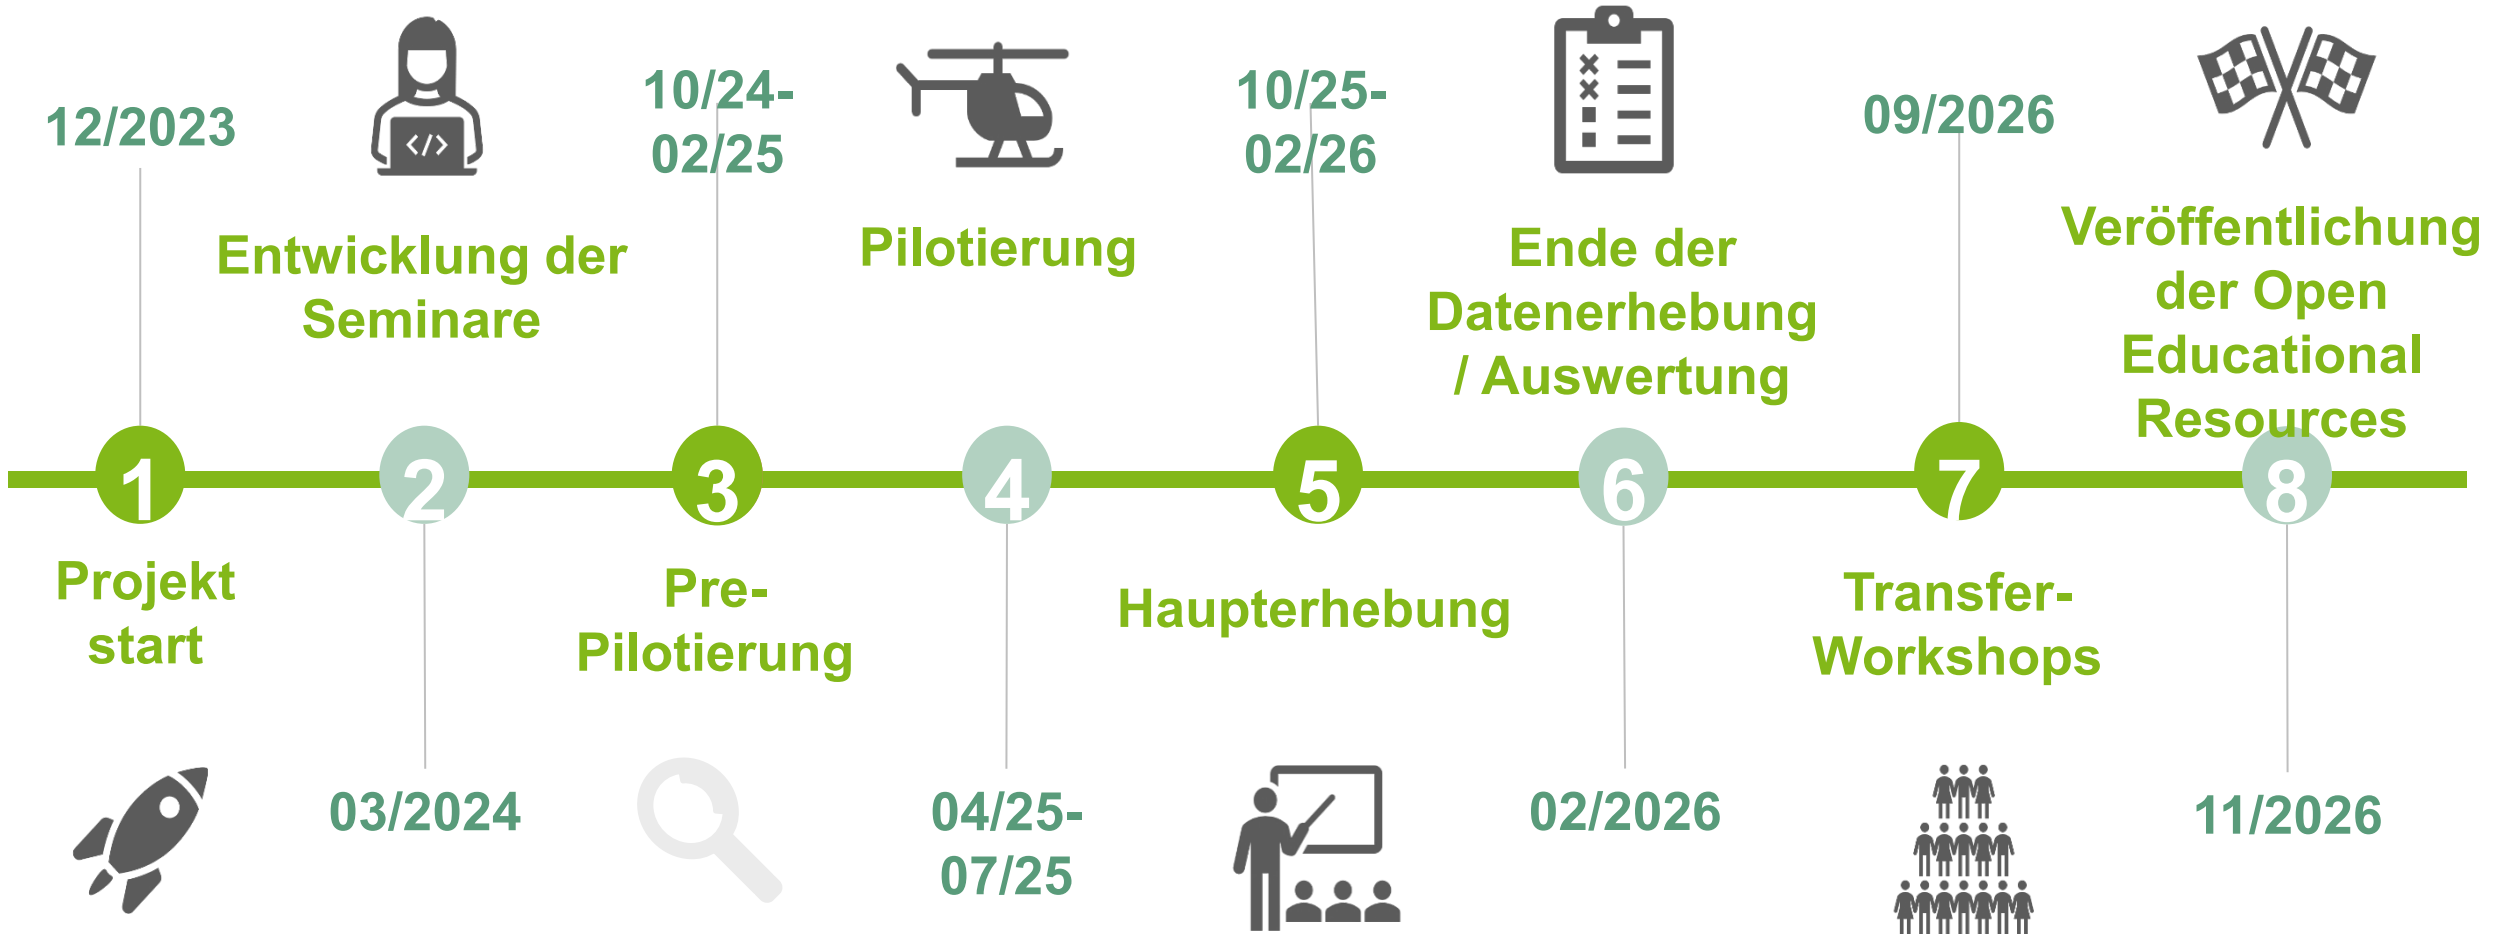 12/2023
1
Projekt
start
Entwicklung der
Seminare
2
03/2024
10/24-
02/25
3
Pre-
Pilotierung
Pilotierung
4
04/25-
07/25
10/25-
02/26
5
Haupterhebung
Ende der
Datenerhebung
/ Auswertung
6
02/2026
09/2026
7
Transfer-
Workshops
Veröffentlichung
der Open
Educational
Resources
8
11/2026